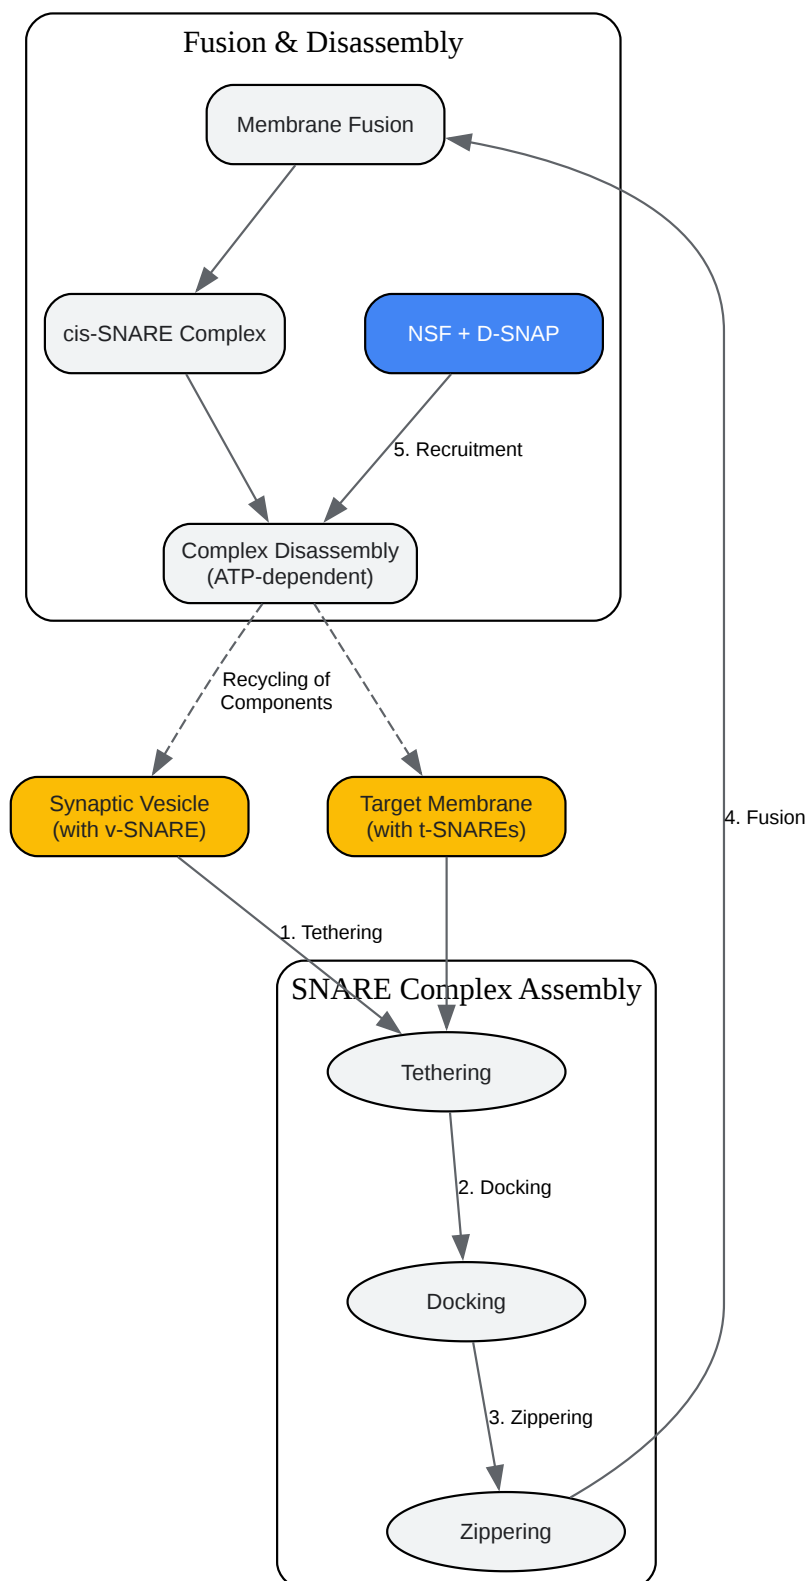 Fusion & Disassembly
Membrane Fusion
cis-SNARE Complex
NSF + D-SNAP
5. Recruitment
Complex Disassembly
(ATP-dependent)
Recycling of
Components
Synaptic Vesicle
(with v-SNARE)
Target Membrane
(with t-SNAREs)
4. Fusion
1. Tethering
SNARE Complex Assembly
Tethering
2. Docking
Docking
3. Zippering
Zippering